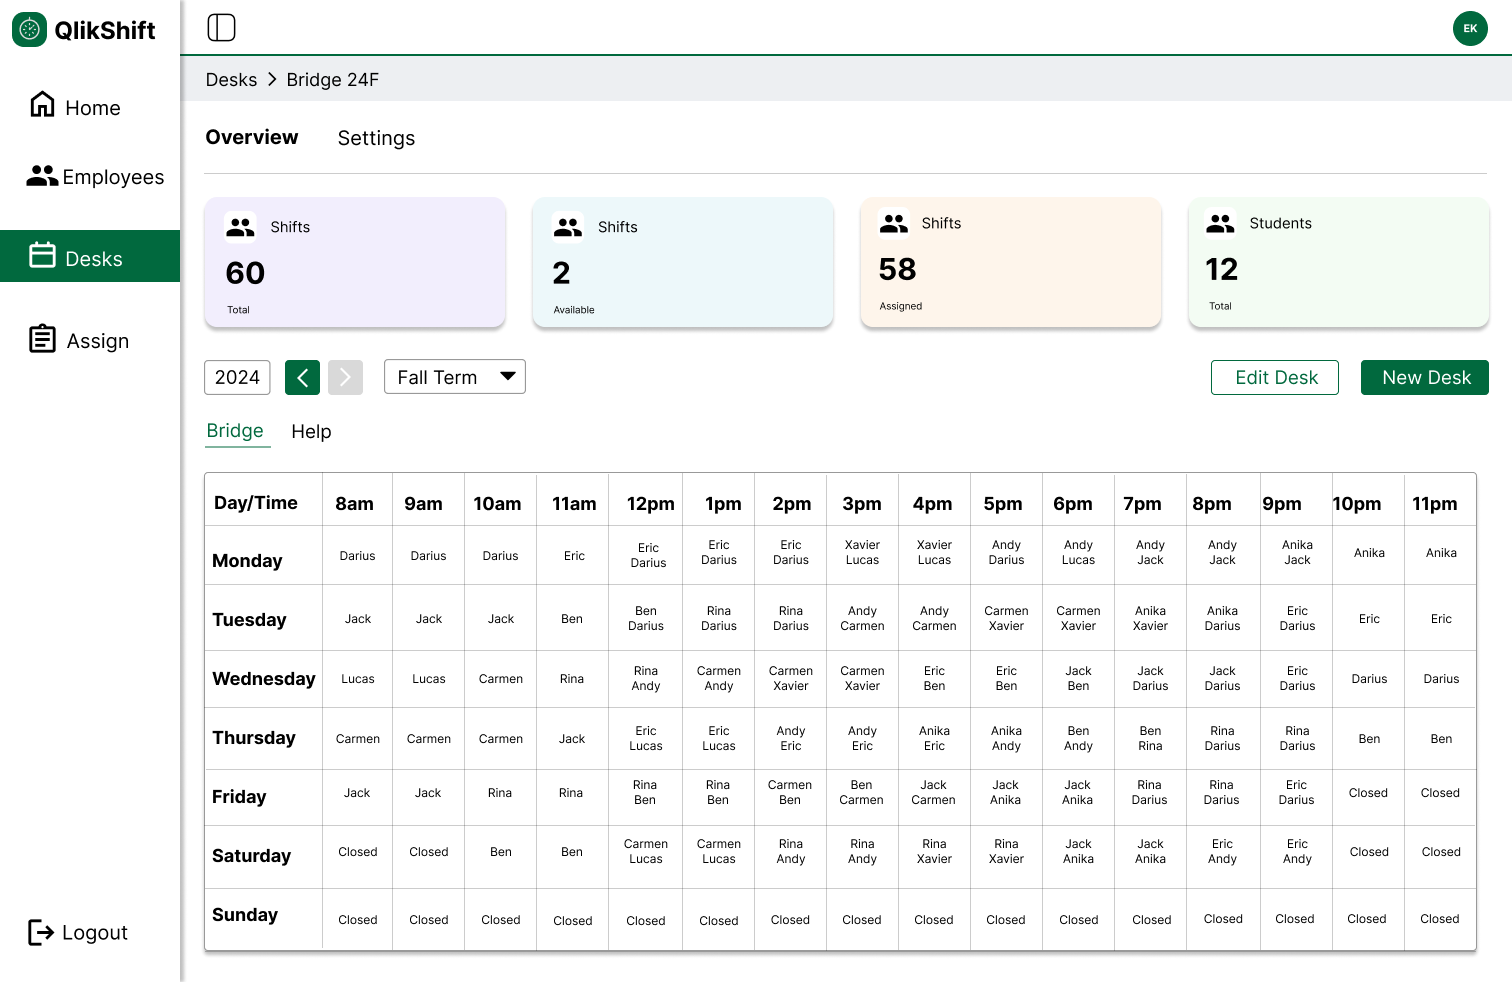 QlikShift
EK
Home
Employees
Desks
Assign
Logout
Desks > Bridge 24F
Overview Settings
Shifts
60
Total
Shifts
2
Available
Shifts
58
Assigned
Students
12
Total
2024 Fall Term Edit Desk New Desk
Bridge Help
Day/Time 8am 9am 10am 11am 12pm 1pm 2pm 3pm 4pm 5pm 6pm 7pm 8pm 9pm 10pm 11pm
Monday Darius Darius Darius Eric Eric Darius Eric Darius Eric Darius Xavier Lucas Xavier Lucas Andy Darius Andy Lucas Andy Jack Andy Jack Anika Jack Anika Anika
Tuesday Jack Jack Jack Ben Ben Darius Rina Darius Rina Darius Andy Carmen Andy Carmen Carmen Xavier Carmen Xavier Anika Xavier Anika Darius Eric Darius Eric Eric
Wednesday Lucas Lucas Carmen Rina Rina Andy Carmen Andy Carmen Xavier Carmen Xavier Eric Ben Eric Ben Jack Ben Jack Darius Jack Darius Eric Darius Darius Darius
Thursday Carmen Carmen Carmen Jack Eric Lucas Eric Lucas Andy Eric Andy Eric Anika Eric Anika Andy Ben Andy Ben Rina Rina Darius Rina Darius Ben Ben
Friday Jack Jack Rina Rina Rina Ben Rina Ben Carmen Ben Ben Carmen Jack Carmen Jack Anika Jack Anika Rina Darius Rina Darius Eric Darius Closed Closed
Saturday Closed Closed Ben Ben Carmen Lucas Carmen Lucas Rina Andy Rina Andy Rina Xavier Rina Xavier Jack Anika Jack Anika Eric Andy Eric Andy Closed Closed
Sunday Closed Closed Closed Closed Closed Closed Closed Closed Closed Closed Closed Closed Closed Closed Closed Closed